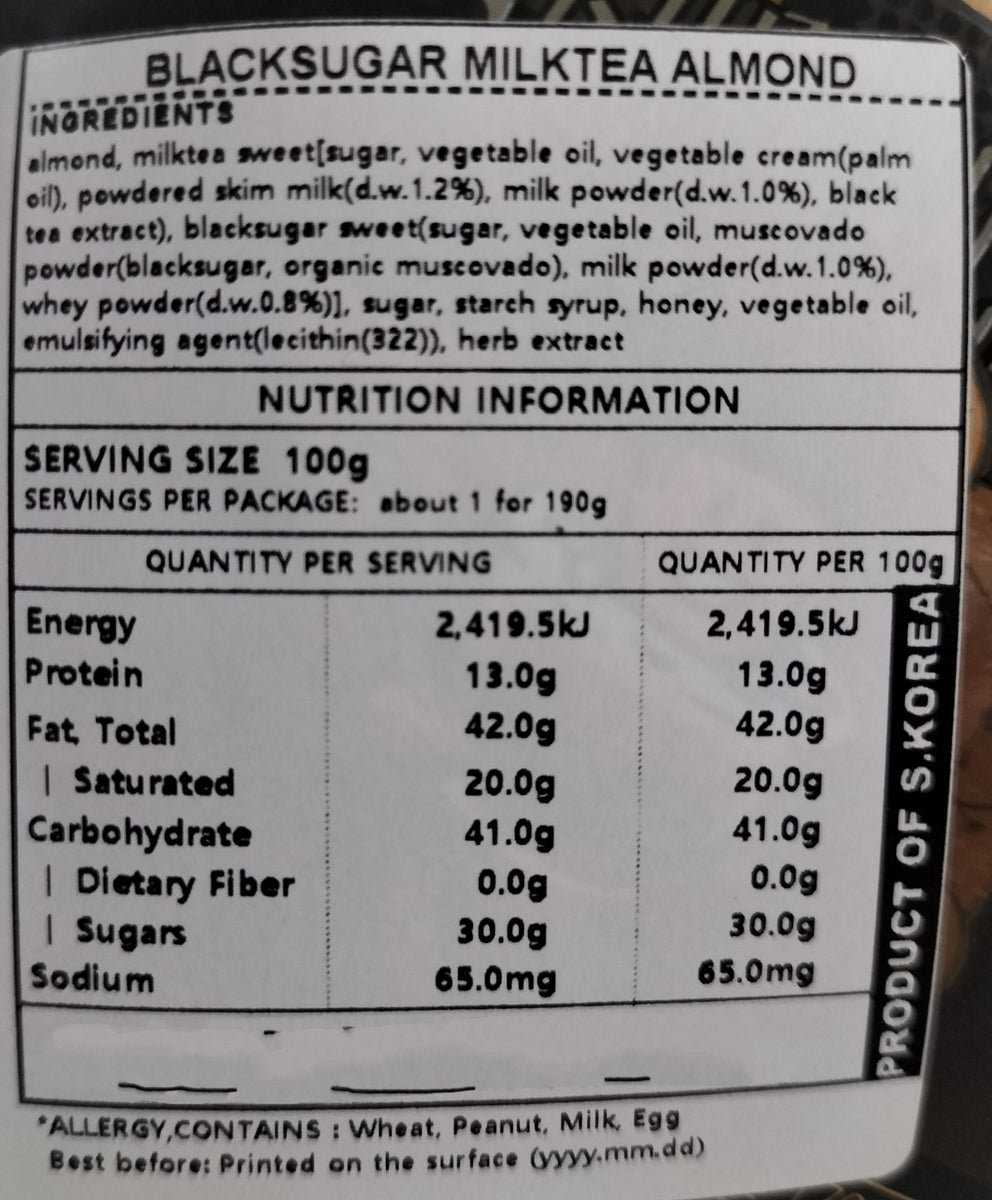 BLACKSUGAR MILKTEA ALMOND
INGREDIENTS
almond, milktea sweet[sugar, vegetable oil, vegetable cream(palm
oil), powdered skim milk(d.w.1.2%), milk powder(d.w.1.0%), black
tea extract), blacksugar sweet(sugar, vegetable oil, muscovado
powder(blacksugar, organic muscovado), milk powder(d.w.1.0%),
whey powder(d.w.0.8%)], sugar, starch syrup, honey, vegetable oil,
emulsifying agent(lecithin(322)), herb extract
NUTRITION INFORMATION
SERVING SIZE 100g
SERVINGS PER PACKAGE: about 1 for 190g
QUANTITY PER SERVING QUANTITY PER 100g
Energy 2,419.5kJ 2,419.5kJ
Protein 13.0g 13.0g
Fat, Total 42.0g 42.0g
| Saturated 20.0g 20.0g
Carbohydrate 41.0g 41.0g
| Dietary Fiber 0.0g 0.0g
| Sugars 30.0g 30.0g
Sodium 65.0mg 65.0mg
PRODUCT OF S.KOREA
*ALLERGY,CONTAINS : Wheat, Peanut, Milk, Egg
Best before: Printed on the surface (yyyy.mm.dd)